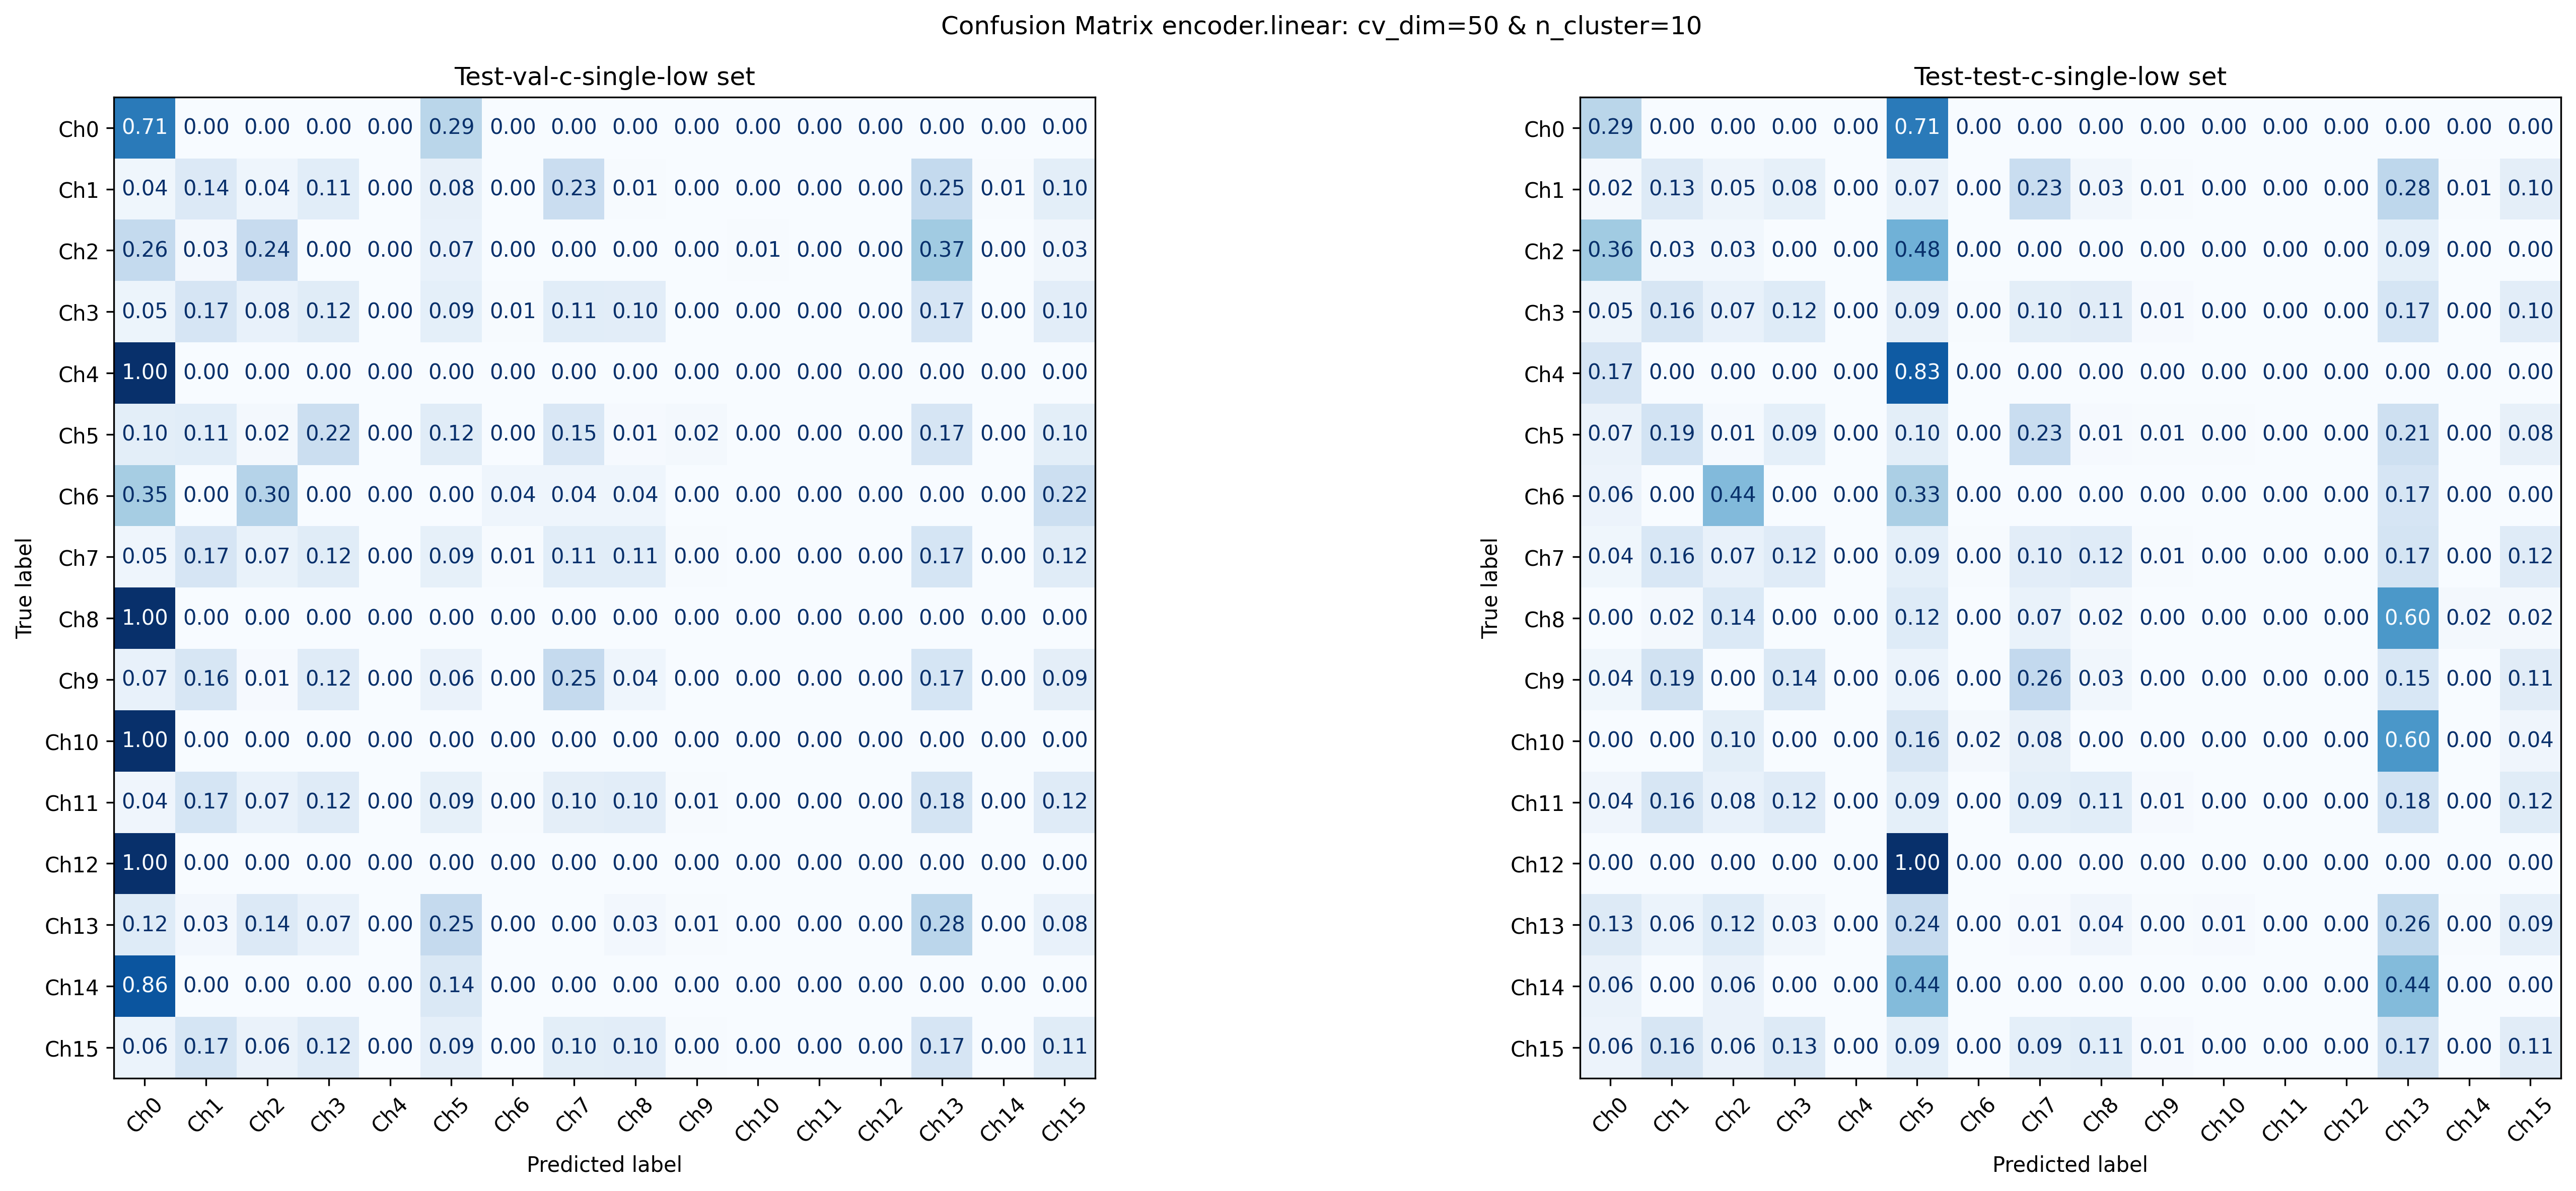 Confusion Matrix encoder.linear: cv_dim=50 & n_cluster=10
Test-val-c-single-low set
True label
Ch0 0.71 0.00 0.00 0.00 0.00 0.29 0.00 0.00 0.00 0.00 0.00 0.00 0.00 0.00 0.00 0.00
Ch1 0.04 0.14 0.04 0.11 0.00 0.08 0.00 0.23 0.01 0.00 0.00 0.00 0.00 0.25 0.01 0.10
Ch2 0.26 0.03 0.24 0.00 0.00 0.07 0.00 0.00 0.00 0.00 0.01 0.00 0.00 0.37 0.00 0.03
Ch3 0.05 0.17 0.08 0.12 0.00 0.09 0.01 0.11 0.10 0.00 0.00 0.00 0.00 0.17 0.00 0.10
Ch4 1.00 0.00 0.00 0.00 0.00 0.00 0.00 0.00 0.00 0.00 0.00 0.00 0.00 0.00 0.00 0.00
Ch5 0.10 0.11 0.02 0.22 0.00 0.12 0.00 0.15 0.01 0.02 0.00 0.00 0.00 0.17 0.00 0.10
Ch6 0.35 0.00 0.30 0.00 0.00 0.00 0.04 0.04 0.04 0.00 0.00 0.00 0.00 0.00 0.00 0.22
Ch7 0.05 0.17 0.07 0.12 0.00 0.09 0.01 0.11 0.11 0.00 0.00 0.00 0.00 0.17 0.00 0.12
Ch8 1.00 0.00 0.00 0.00 0.00 0.00 0.00 0.00 0.00 0.00 0.00 0.00 0.00 0.00 0.00 0.00
Ch9 0.07 0.16 0.01 0.12 0.00 0.06 0.00 0.25 0.04 0.00 0.00 0.00 0.00 0.17 0.00 0.09
Ch10 1.00 0.00 0.00 0.00 0.00 0.00 0.00 0.00 0.00 0.00 0.00 0.00 0.00 0.00 0.00 0.00
Ch11 0.04 0.17 0.07 0.12 0.00 0.09 0.00 0.10 0.10 0.01 0.00 0.00 0.00 0.18 0.00 0.12
Ch12 1.00 0.00 0.00 0.00 0.00 0.00 0.00 0.00 0.00 0.00 0.00 0.00 0.00 0.00 0.00 0.00
Ch13 0.12 0.03 0.14 0.07 0.00 0.25 0.00 0.00 0.03 0.01 0.00 0.00 0.00 0.28 0.00 0.08
Ch14 0.86 0.00 0.00 0.00 0.00 0.14 0.00 0.00 0.00 0.00 0.00 0.00 0.00 0.00 0.00 0.00
Ch15 0.06 0.17 0.06 0.12 0.00 0.09 0.00 0.10 0.10 0.00 0.00 0.00 0.00 0.17 0.00 0.11
Ch0 Ch1 Ch2 Ch3 Ch4 Ch5 Ch6 Ch7 Ch8 Ch9 Ch10 Ch11 Ch12 Ch13 Ch14 Ch15
Predicted label
Test-test-c-single-low set
True label
Ch0 0.29 0.00 0.00 0.00 0.00 0.71 0.00 0.00 0.00 0.00 0.00 0.00 0.00 0.00 0.00 0.00
Ch1 0.02 0.13 0.05 0.08 0.00 0.07 0.00 0.23 0.03 0.01 0.00 0.00 0.00 0.28 0.01 0.10
Ch2 0.36 0.03 0.03 0.00 0.00 0.48 0.00 0.00 0.00 0.00 0.00 0.00 0.00 0.09 0.00 0.00
Ch3 0.05 0.16 0.07 0.12 0.00 0.09 0.00 0.10 0.11 0.01 0.00 0.00 0.00 0.17 0.00 0.10
Ch4 0.17 0.00 0.00 0.00 0.00 0.83 0.00 0.00 0.00 0.00 0.00 0.00 0.00 0.00 0.00 0.00
Ch5 0.07 0.19 0.01 0.09 0.00 0.10 0.00 0.23 0.01 0.01 0.00 0.00 0.00 0.21 0.00 0.08
Ch6 0.06 0.00 0.44 0.00 0.00 0.33 0.00 0.00 0.00 0.00 0.00 0.00 0.00 0.17 0.00 0.00
Ch7 0.04 0.16 0.07 0.12 0.00 0.09 0.00 0.10 0.12 0.01 0.00 0.00 0.00 0.17 0.00 0.12
Ch8 0.00 0.02 0.14 0.00 0.00 0.12 0.00 0.07 0.02 0.00 0.00 0.00 0.00 0.60 0.02 0.02
Ch9 0.04 0.19 0.00 0.14 0.00 0.06 0.00 0.26 0.03 0.00 0.00 0.00 0.00 0.15 0.00 0.11
Ch10 0.00 0.00 0.10 0.00 0.00 0.16 0.02 0.08 0.00 0.00 0.00 0.00 0.00 0.60 0.00 0.04
Ch11 0.04 0.16 0.08 0.12 0.00 0.09 0.00 0.09 0.11 0.01 0.00 0.00 0.00 0.18 0.00 0.12
Ch12 0.00 0.00 0.00 0.00 0.00 1.00 0.00 0.00 0.00 0.00 0.00 0.00 0.00 0.00 0.00 0.00
Ch13 0.13 0.06 0.12 0.03 0.00 0.24 0.00 0.01 0.04 0.00 0.01 0.00 0.00 0.26 0.00 0.09
Ch14 0.06 0.00 0.06 0.00 0.00 0.44 0.00 0.00 0.00 0.00 0.00 0.00 0.00 0.44 0.00 0.00
Ch15 0.06 0.16 0.06 0.13 0.00 0.09 0.00 0.09 0.11 0.01 0.00 0.00 0.00 0.17 0.00 0.11
Ch0 Ch1 Ch2 Ch3 Ch4 Ch5 Ch6 Ch7 Ch8 Ch9 Ch10 Ch11 Ch12 Ch13 Ch14 Ch15
Predicted label